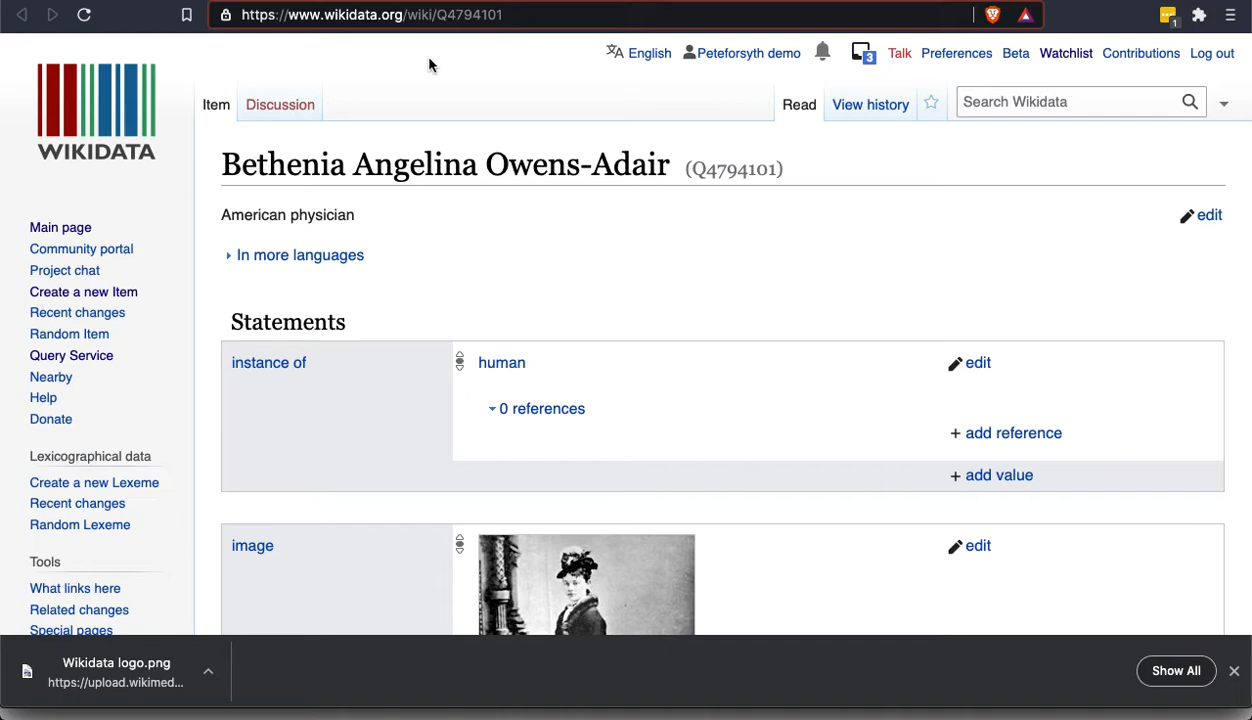 https://www.wikidata.org/wiki/Q4794101
1
English Peteforsyth demo 3 Talk Preferences Beta Watchlist Contributions Log out
WIKIDATA
Item Discussion Read View history Search Wikidata
Bethenia Angelina Owens-Adair (Q4794101)
American physician edit
In more languages
Main page
Community portal
Project chat
Create a new Item
Recent changes
Random Item
Query Service
Nearby
Help
Donate
Lexicographical data
Create a new Lexeme
Recent changes
Random Lexeme
Tools
What links here
Related changes
Special pages
Statements
instance of human edit
0 references
+ add reference
+ add value
image edit
Wikidata logo.png
https://upload.wikimed...
Show All